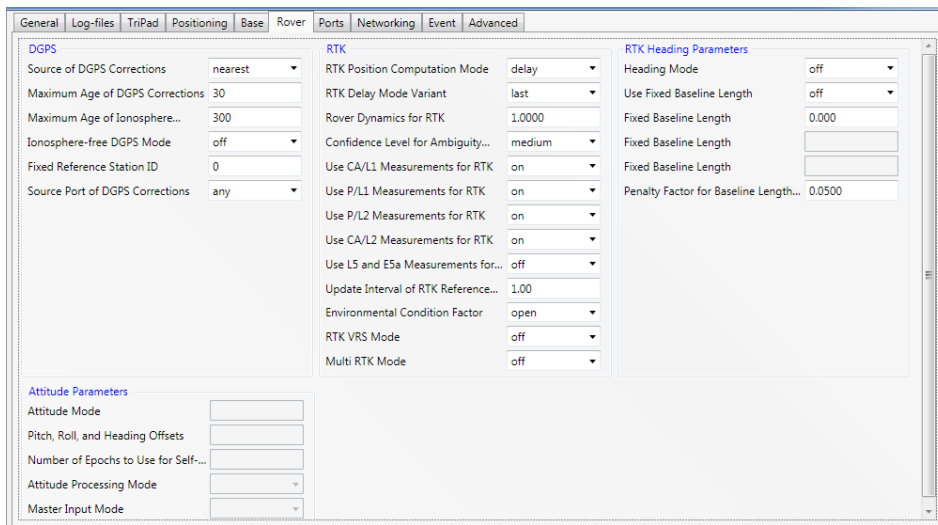 General Log-files TriPad Positioning Base Rover Ports Networking Event Advanced
DGPS
Source of DGPS Corrections nearest
Maximum Age of DGPS Corrections 30
Maximum Age of Ionosphere... 300
Ionosphere-free DGPS Mode off
Fixed Reference Station ID 0
Source Port of DGPS Corrections any
RTK
RTK Position Computation Mode delay
RTK Delay Mode Variant last
Rover Dynamics for RTK 1.0000
Confidence Level for Ambiguity... medium
Use CA/L1 Measurements for RTK on
Use P/L1 Measurements for RTK on
Use P/L2 Measurements for RTK on
Use CA/L2 Measurements for RTK on
Use L5 and E5a Measurements for... off
Update Interval of RTK Reference... 1.00
Environmental Condition Factor open
RTK VRS Mode off
Multi RTK Mode off
RTK Heading Parameters
Heading Mode off
Use Fixed Baseline Length off
Fixed Baseline Length 0.000
Fixed Baseline Length
Fixed Baseline Length
Penalty Factor for Baseline Length... 0.0500
Attitude Parameters
Attitude Mode
Pitch, Roll, and Heading Offsets
Number of Epochs to Use for Self-...
Attitude Processing Mode
Master Input Mode